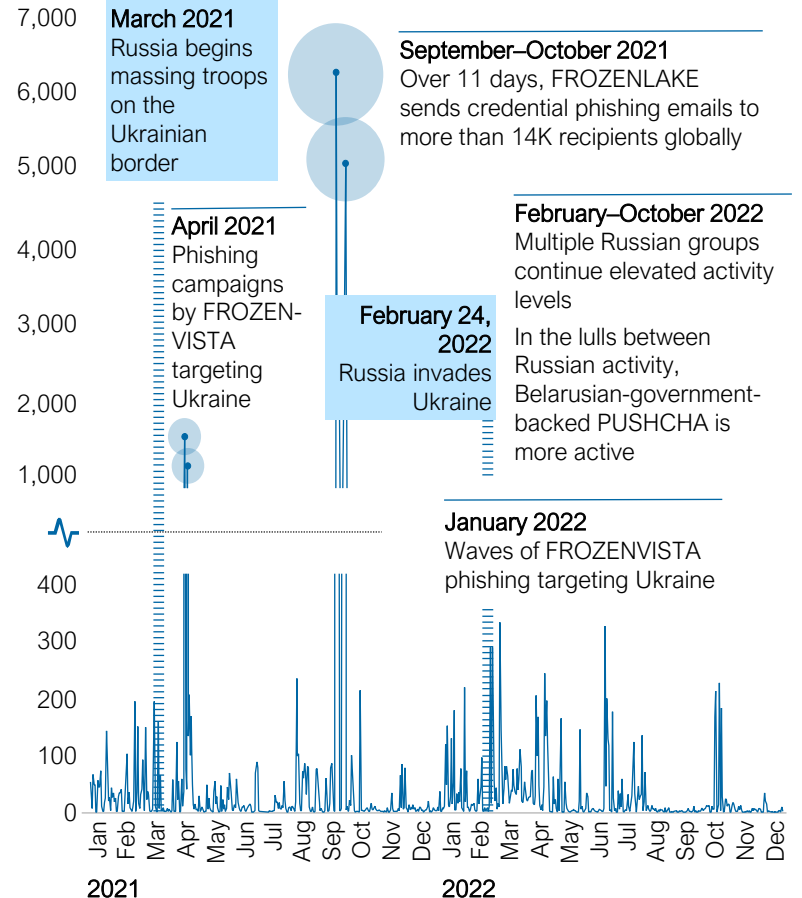 7,000
6,000
5,000
4,000
3,000
2,000
1,000
400
300
200
100
0
March 2021
Russia begins
massing troops
on the
Ukrainian
border
September–October 2021
Over 11 days, FROZENLAKE
sends credential phishing emails to
more than 14K recipients globally
April 2021
Phishing
campaigns
by FROZEN-
VISTA
targeting
Ukraine
February 24,
2022
Russia invades
Ukraine
February–October 2022
Multiple Russian groups
continue elevated activity
levels
In the lulls between
Russian activity,
Belarusian-government-
backed PUSHCHA is
more active
January 2022
Waves of FROZENVISTA
phishing targeting Ukraine
Jan Feb Mar Apr May Jun Jul Aug Sep Oct Nov Dec Jan Feb Mar Apr May Jun Jul Aug Sep Oct Nov Dec
2021 2022